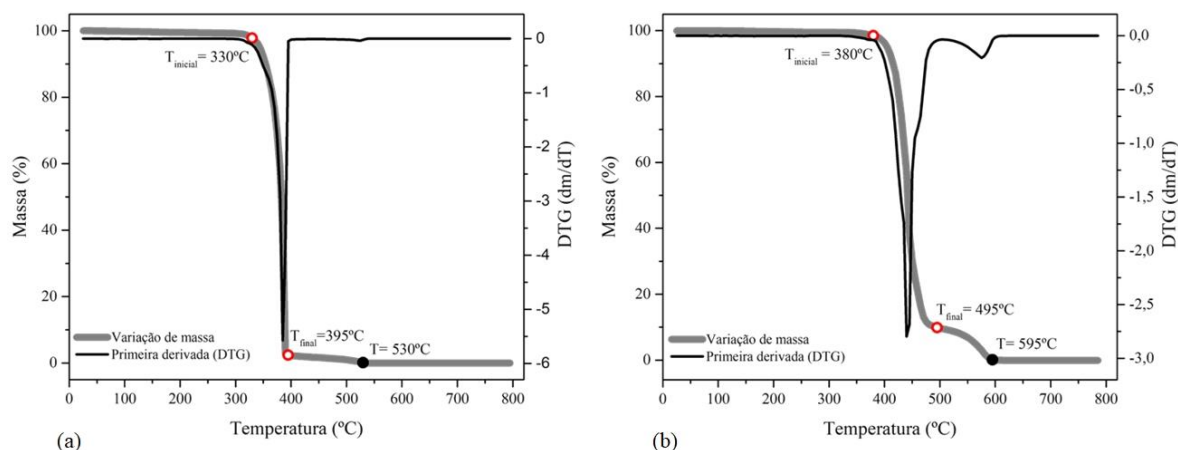 100
80
60
40
20
0
Massa (%)
0
-1
-2
-3
-4
-5
-6
DTG (dm/dT)
Tinicial= 330ºC
Tfinal=395ºC
T= 530ºC
Variação de massa
Primeira derivada (DTG)
0 100 200 300 400 500 600 700 800
Temperatura (ºC)
(a)
100
80
60
40
20
0
Massa (%)
0,0
-0,5
-1,0
-1,5
-2,0
-2,5
-3,0
DTG (dm/dT)
Tinicial= 380ºC
Tfinal= 495ºC
T= 595ºC
Variação de massa
Primeira derivada (DTG)
0 100 200 300 400 500 600 700 800
Temperatura (ºC)
(b)